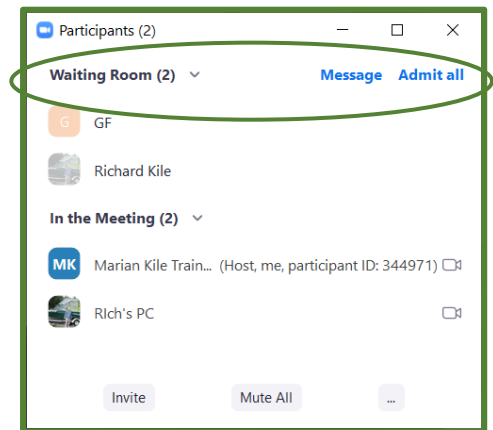 Participants (2)
Waiting Room (2) Message Admit all
G GF
Richard Kile
In the Meeting (2)
MK Marian Kile Train... (Host, me, participant ID: 344971)
RIch's PC
Invite Mute All ...